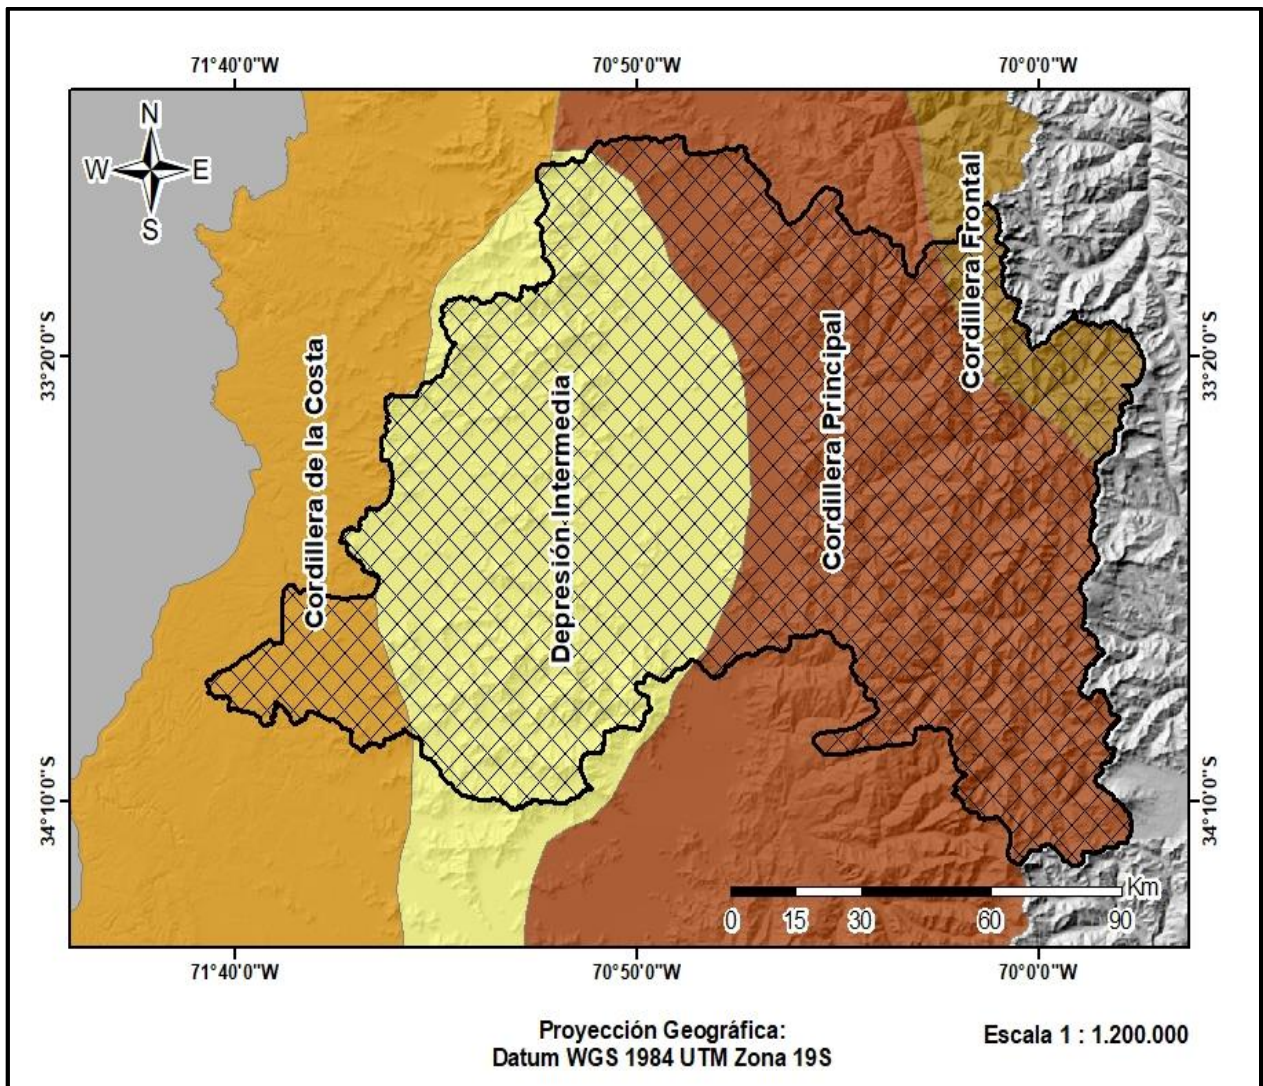 71°40'0"W
70°50'0"W
70°0'0"W
N
W
E
S
33°20'0"S
33°20'0"S
Cordillera de la Costa
Depresión Intermedia
Cordillera Principal
Cordillera Frontal
34°10'0"S
34°10'0"S
Km
0 15 30 60 90
71°40'0"W
70°50'0"W
70°0'0"W
Proyección Geográfica:
Datum WGS 1984 UTM Zona 19S
Escala 1 : 1.200.000